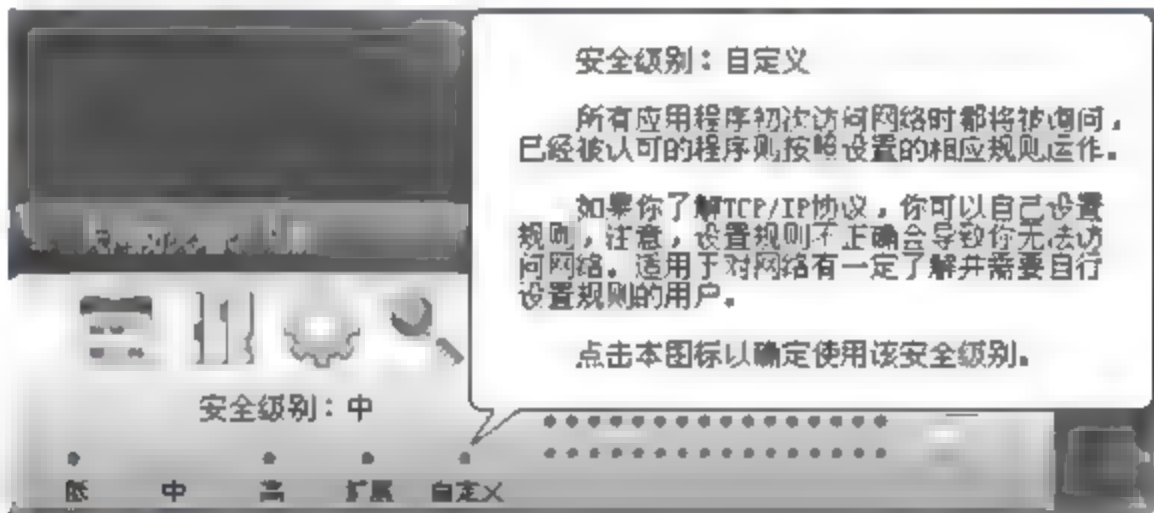 安全级别：自定义
所有应用程序初次访问网络时都将被询问，
已经被认可的程序则按照设置的相应规则运作。
如果你了解TCP/IP协议，你可以自己设置
规则，注意，设置规则不正确会导致你无法访
问网络。适用于对网络有一定了解并需要自行
设置规则的用户。
点击本图标以确定使用该安全级别。
安全级别：中
低 中 高 扩展 自定义